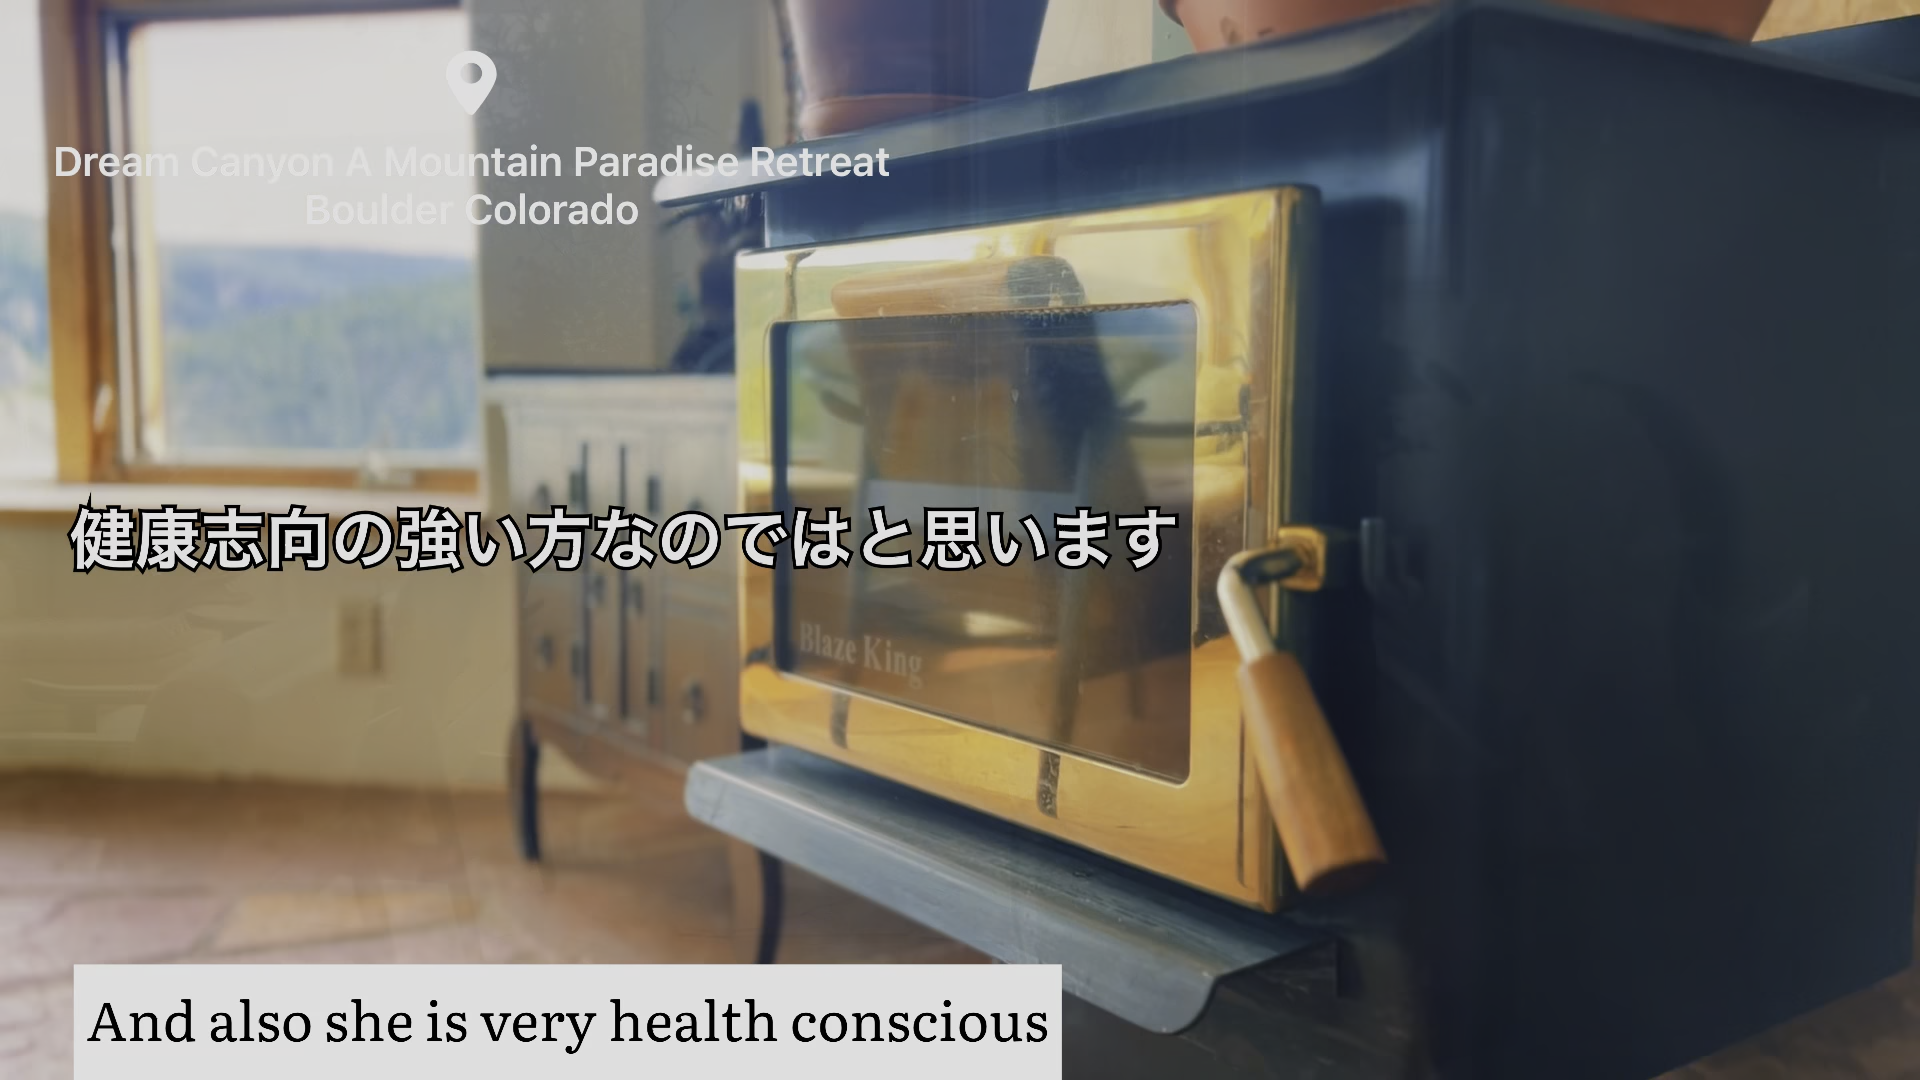 Dream Canyon A Mountain Paradise Retreat
Boulder Colorado
健康志向の強い方なのではと思います
Blaze King
And also she is very health conscious